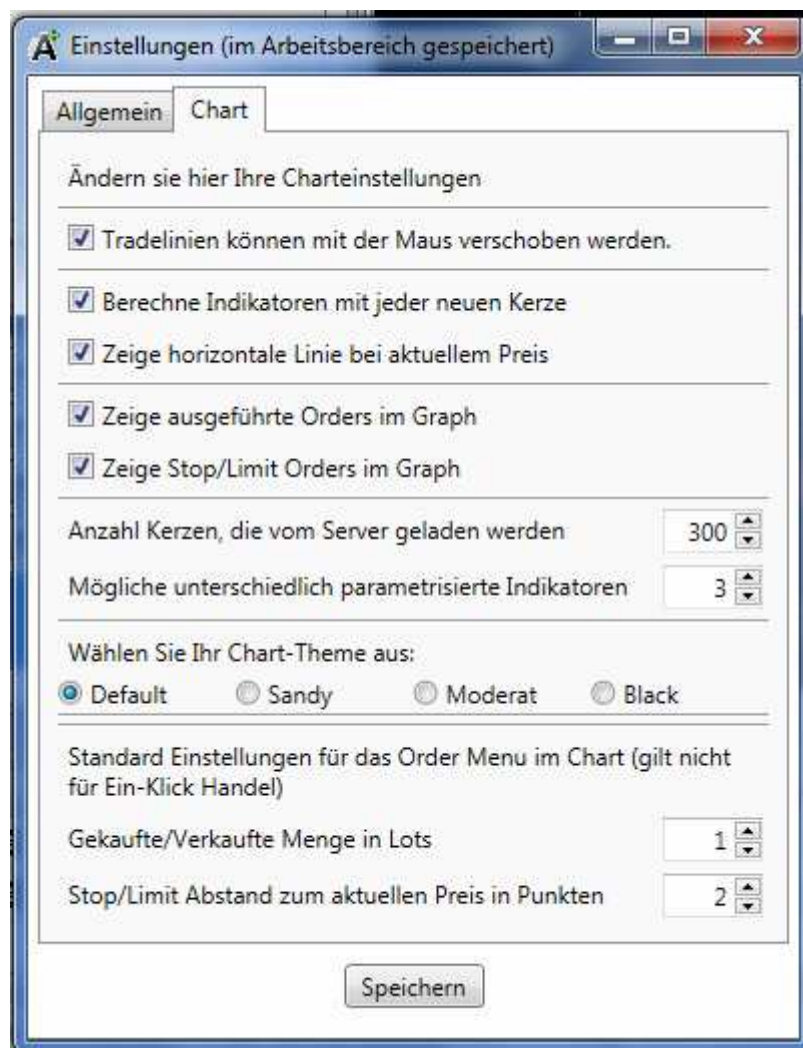 Einstellungen (im Arbeitsbereich gespeichert)
Allgemein
Chart
Ändern sie hier Ihre Charteinstellungen
Tradelinien können mit der Maus verschoben werden.
Berechne Indikatoren mit jeder neuen Kerze
Zeige horizontale Linie bei aktuellem Preis
Zeige ausgeführte Orders im Graph
Zeige Stop/Limit Orders im Graph
Anzahl Kerzen, die vom Server geladen werden 300
Mögliche unterschiedlich parametrisierte Indikatoren 3
Wählen Sie Ihr Chart-Theme aus:
Default Sandy Moderat Black
Standard Einstellungen für das Order Menu im Chart (gilt nicht
für Ein-Klick Handel)
Gekaufte/Verkaufte Menge in Lots 1
Stop/Limit Abstand zum aktuellen Preis in Punkten 2
Speichern